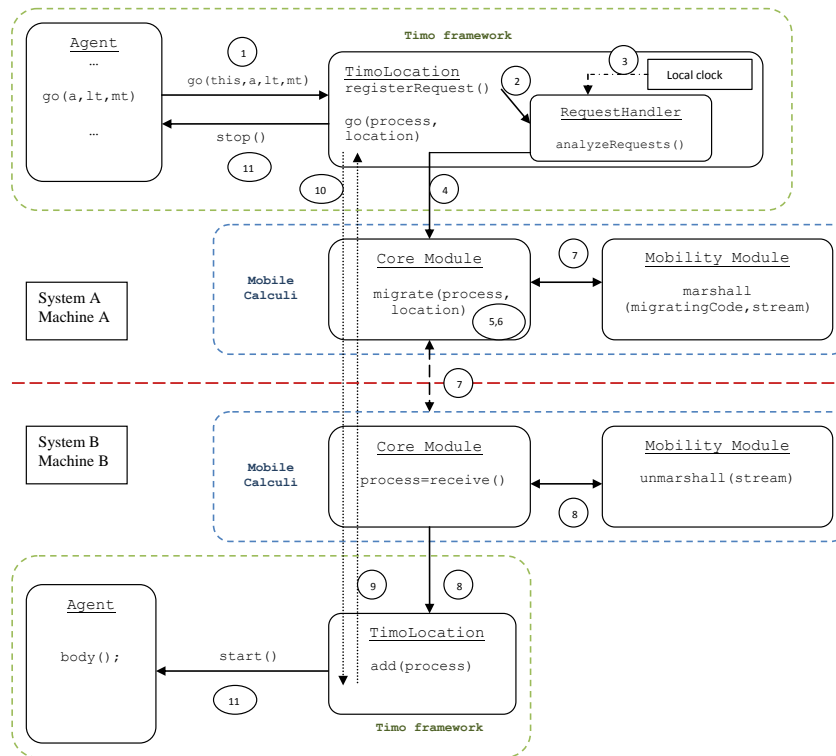 Timo framework
Agent
…
go(a,lt,mt)
…
1
go(this,a,lt,mt)
stop()
11
TimoLocation
registerRequest()
go(process,
location)
2
3
Local clock
RequestHandler
analyzeRequests()
10
4
Mobile
Calculi
Core Module
migrate(process,
location)
5,6
7
Mobility Module
marshall
(migratingCode,stream)
System A
Machine A
7
System B
Machine B
Mobile
Calculi
Core Module
process=receive()
8
Mobility Module
unmarshall(stream)
9
8
Agent
body();
start()
11
TimoLocation
add(process)
Timo framework